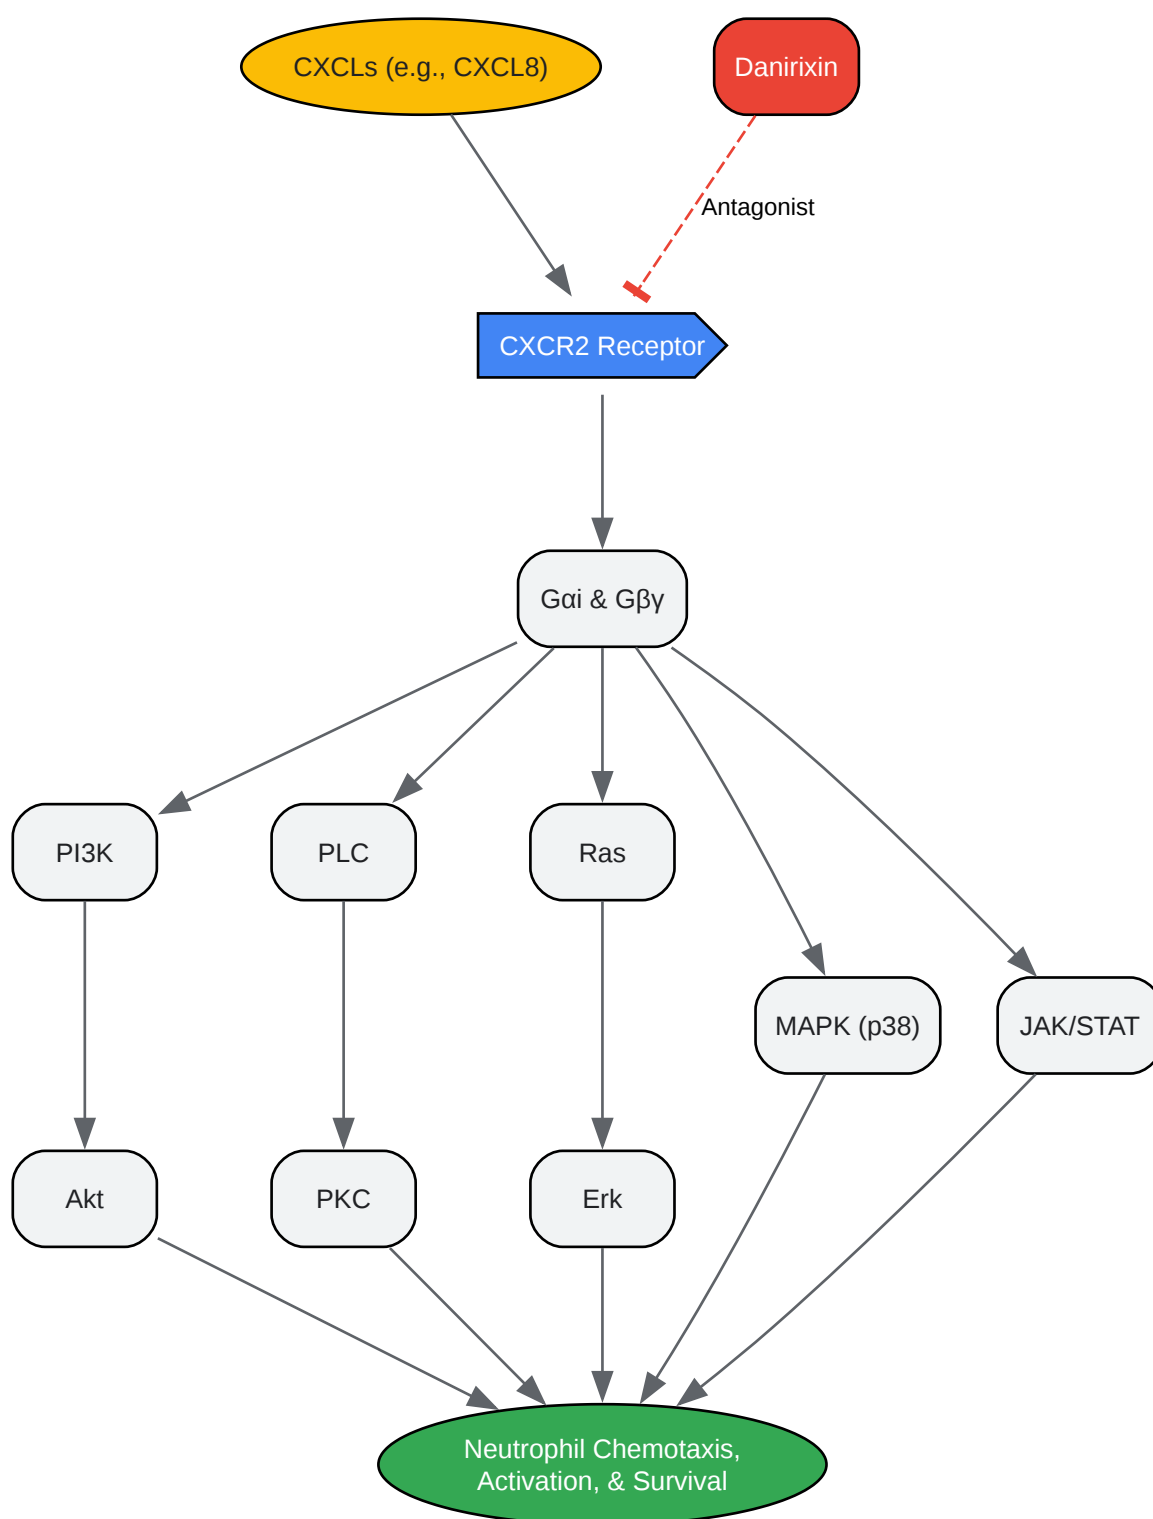 CXCLs (e.g., CXCL8)
Danirixin
Antagonist
CXCR2 Receptor
Gαi & Gβγ
PI3K
PLC
Ras
MAPK (p38)
JAK/STAT
Akt
PKC
Erk
Neutrophil Chemotaxis,
Activation, & Survival